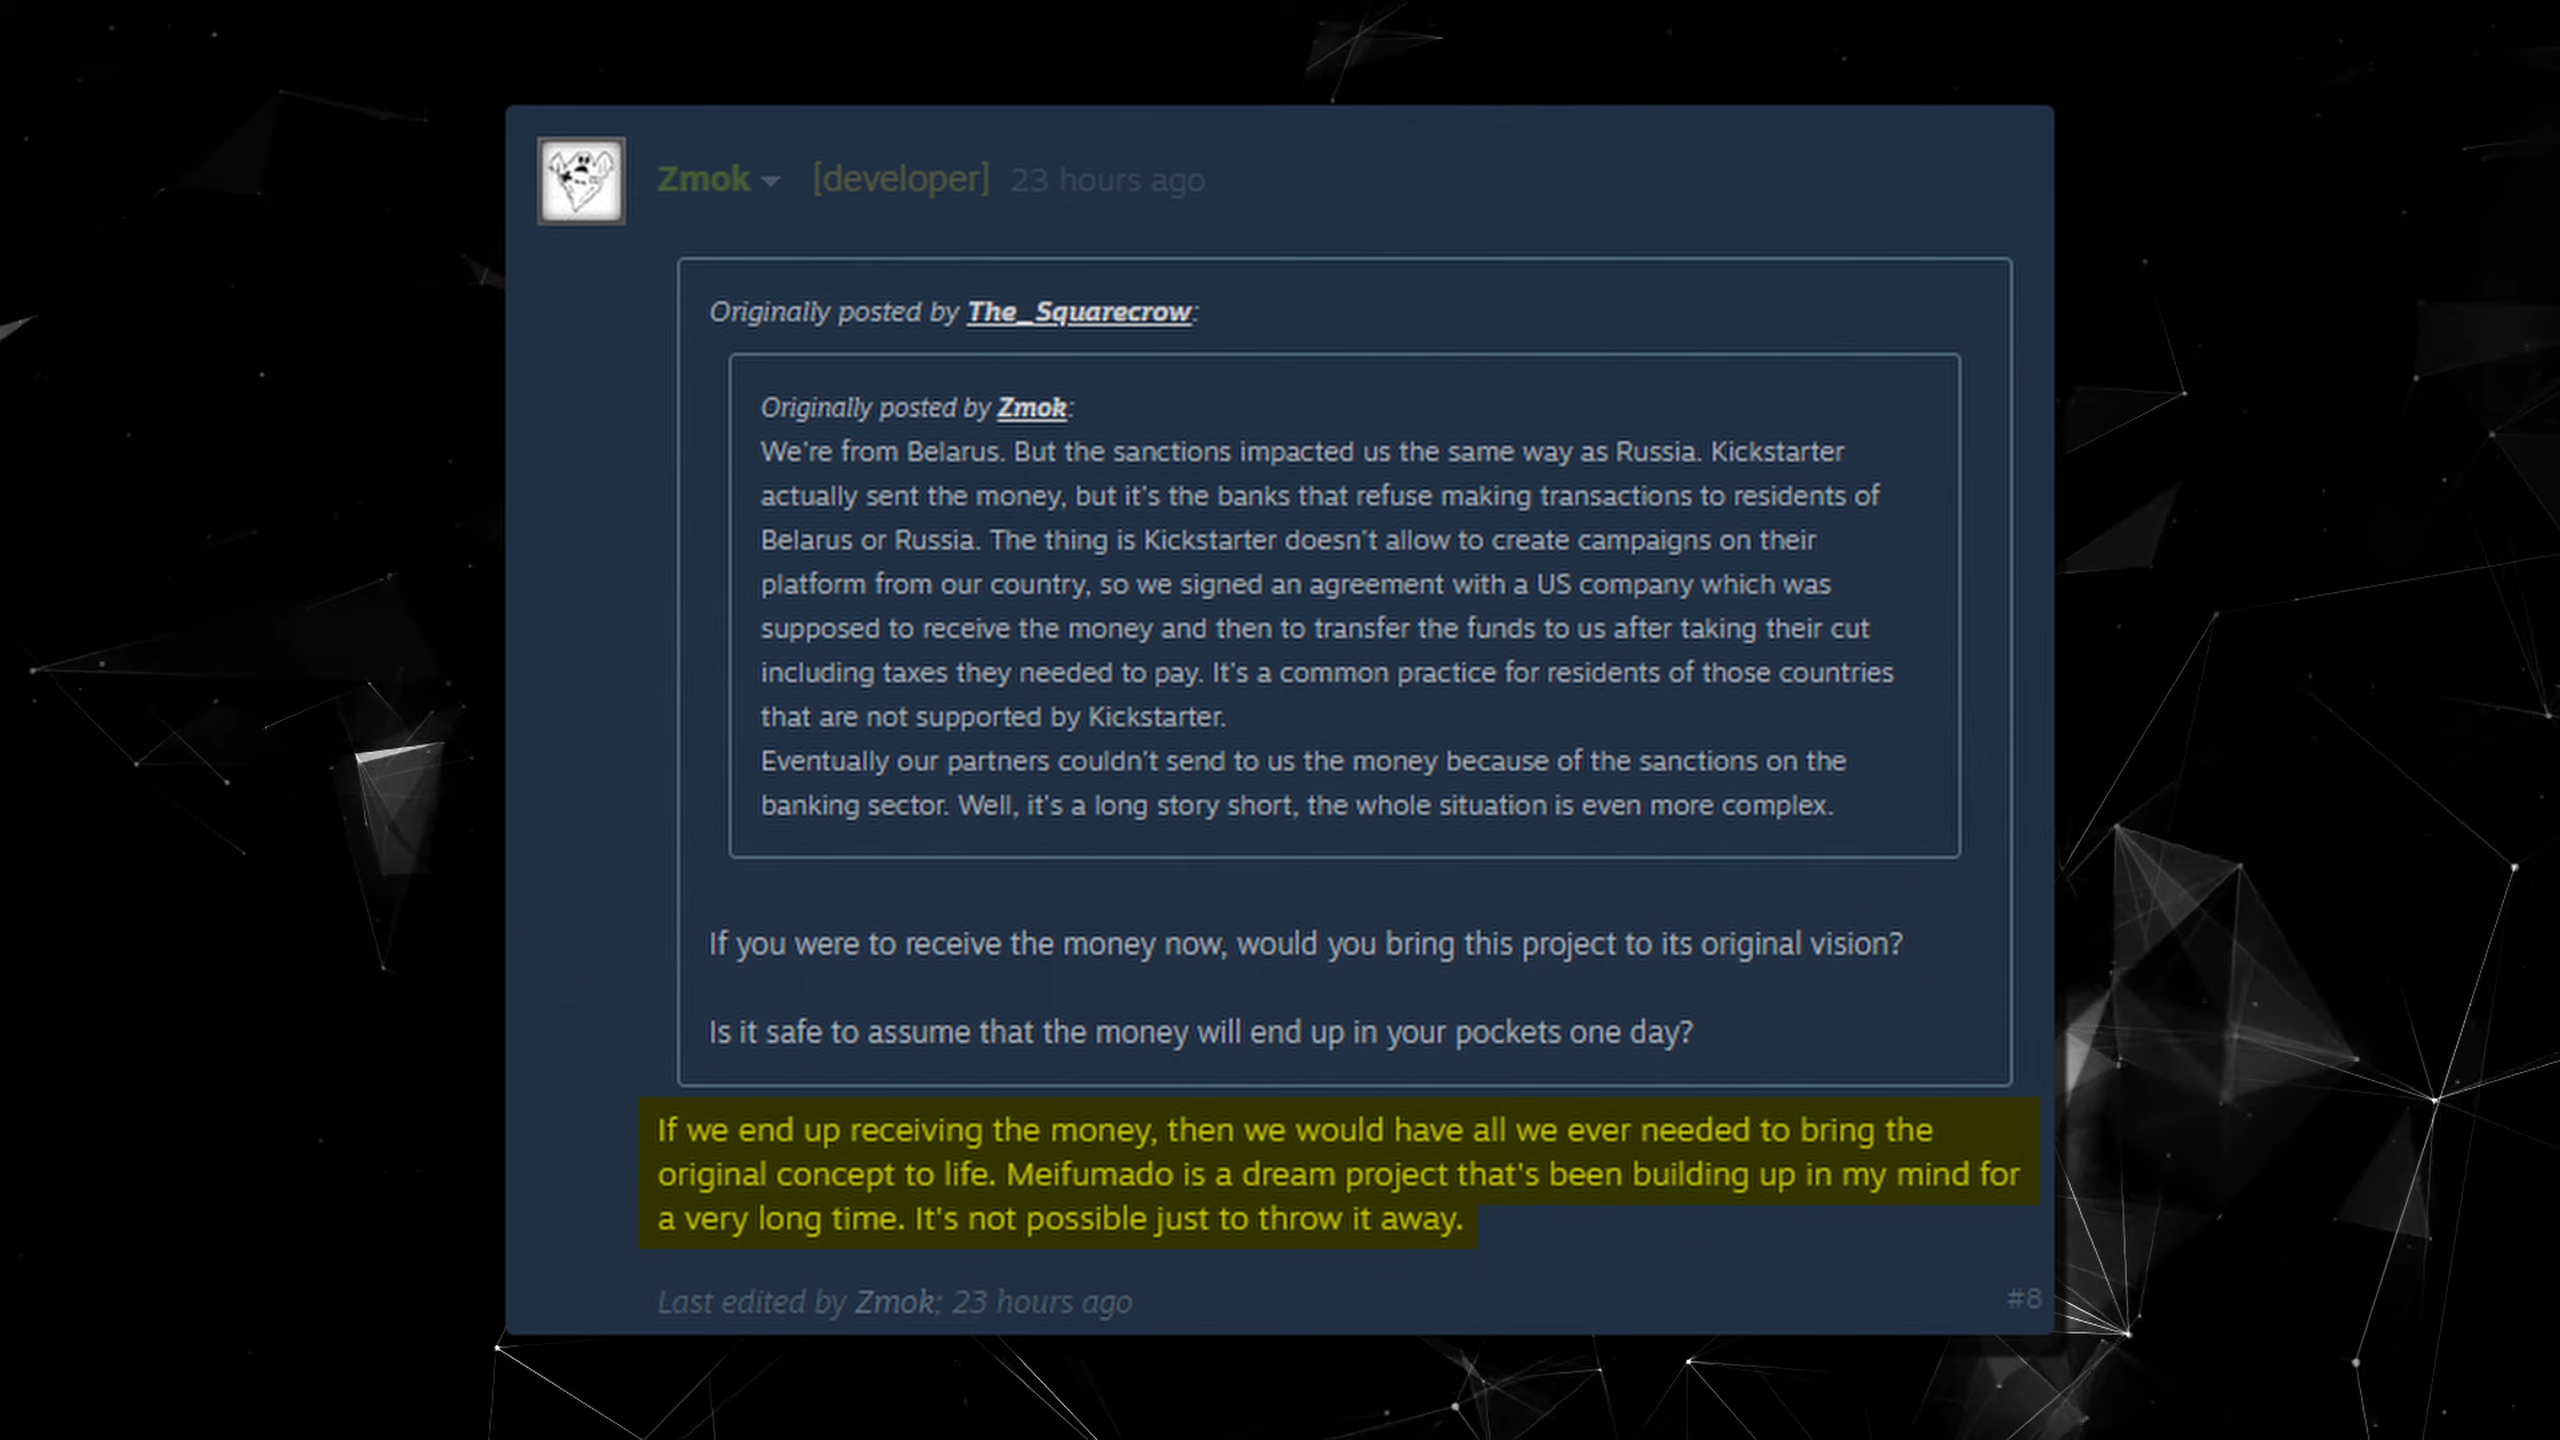 Zmok [developer] 23 hours ago
Originally posted by The_Squarecrow:
Originally posted by Zmok:
We're from Belarus. But the sanctions impacted us the same way as Russia. Kickstarter
actually sent the money, but it's the banks that refuse making transactions to residents of
Belarus or Russia. The thing is Kickstarter doesn't allow to create campaigns on their
platform from our country, so we signed an agreement with a US company which was
supposed to receive the money and then to transfer the funds to us after taking their cut
including taxes they needed to pay. It's a common practice for residents of those countries
that are not supported by Kickstarter.
Eventually our partners couldn't send to us the money because of the sanctions on the
banking sector. Well, it's a long story short, the whole situation is even more complex.
If you were to receive the money now, would you bring this project to its original vision?
Is it safe to assume that the money will end up in your pockets one day?
If we end up receiving the money, then we would have all we ever needed to bring the
original concept to life. Meifumado is a dream project that's been building up in my mind for
a very long time. It's not possible just to throw it away.
Last edited by Zmok; 23 hours ago
#8